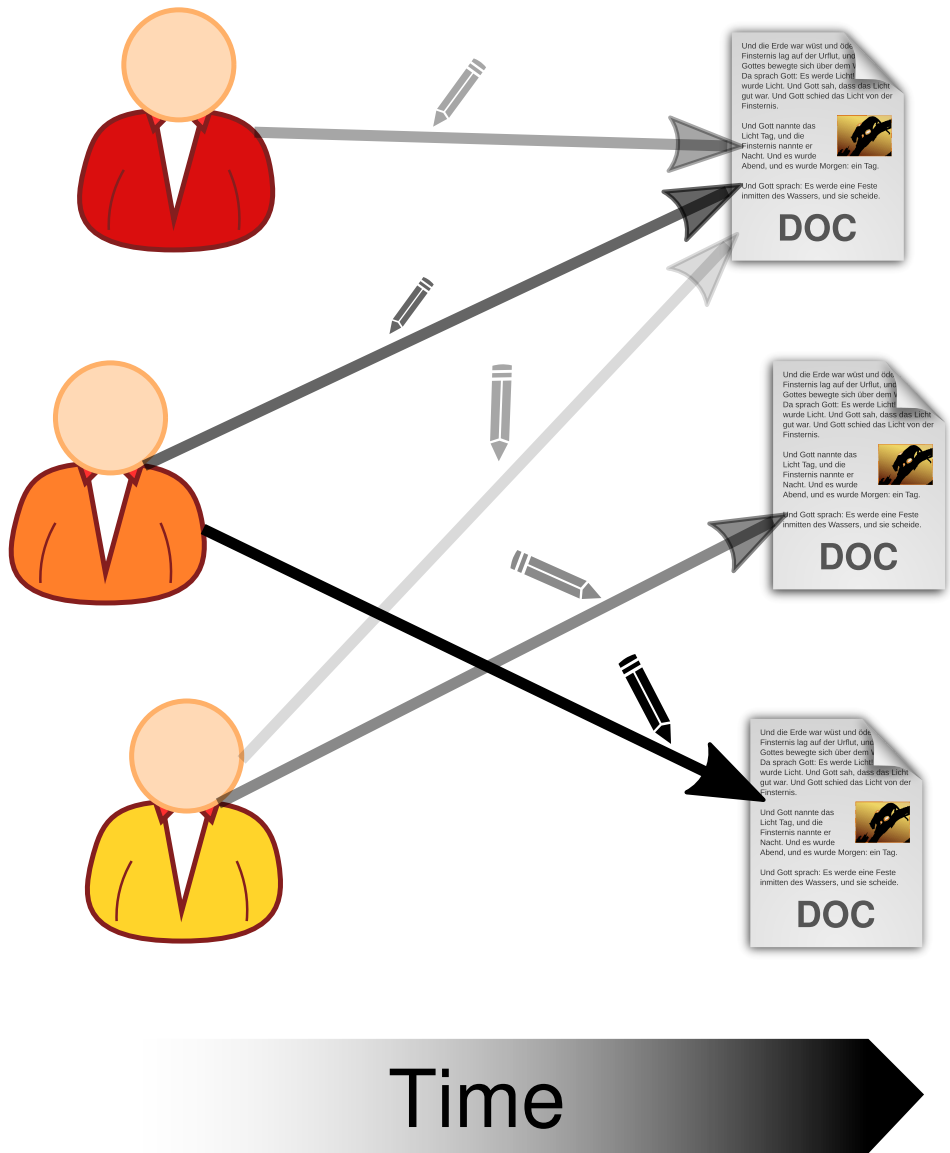 Und die Erde war wüst und öde
Finsternis lag auf der Urflut, und
Gottes bewegte sich über dem
Da sprach Gott: Es werde Licht!
wurde Licht. Und Gott sah, dass das Licht
gut war. Und Gott schied das Licht von der
Finsternis.
Und Gott nannte das
Licht Tag, und die
Finsternis nannte er
Nacht. Und es wurde
Abend, und es wurde Morgen: ein Tag.
Und Gott sprach: Es werde eine Feste
inmitten des Wassers, und sie scheide.
DOC
Und die Erde war wüst und öde
Finsternis lag auf der Urflut, und
Gottes bewegte sich über dem
Da sprach Gott: Es werde Licht!
wurde Licht. Und Gott sah, dass das Licht
gut war. Und Gott schied das Licht von der
Finsternis.
Und Gott nannte das
Licht Tag, und die
Finsternis nannte er
Nacht. Und es wurde
Abend, und es wurde Morgen: ein Tag.
Und Gott sprach: Es werde eine Feste
inmitten des Wassers, und sie scheide.
DOC
Und die Erde war wüst und öde
Finsternis lag auf der Urflut, und
Gottes bewegte sich über dem
Da sprach Gott: Es werde Licht!
wurde Licht. Und Gott sah, dass das Licht
gut war. Und Gott schied das Licht von der
Finsternis.
Und Gott nannte das
Licht Tag, und die
Finsternis nannte er
Nacht. Und es wurde
Abend, und es wurde Morgen: ein Tag.
Und Gott sprach: Es werde eine Feste
inmitten des Wassers, und sie scheide.
DOC
Time